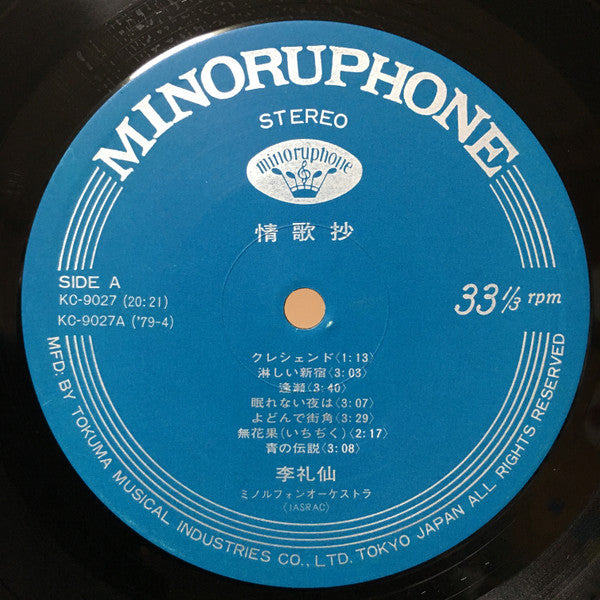 MINORUPHONE
STEREO
minoruphone
情歌抄
SIDE A
KC-9027 (20:21)
KC-9027A ('79-4)
33 1/3 rpm
クレシェンド〈1:13〉
淋しい新宿〈3:03〉
逢瀬〈3:40〉
眠れない夜は〈3:07〉
よどんで街角〈3:29〉
無花果(いちぢく)〈2:17〉
青の伝説〈3:08〉
李礼仙
ミノルフォンオーケストラ
〈JASRAC〉
MFD. BY TOKUMA MUSICAL INDUSTRIES CO., LTD. TOKYO JAPAN ALL RIGHTS RESERVED